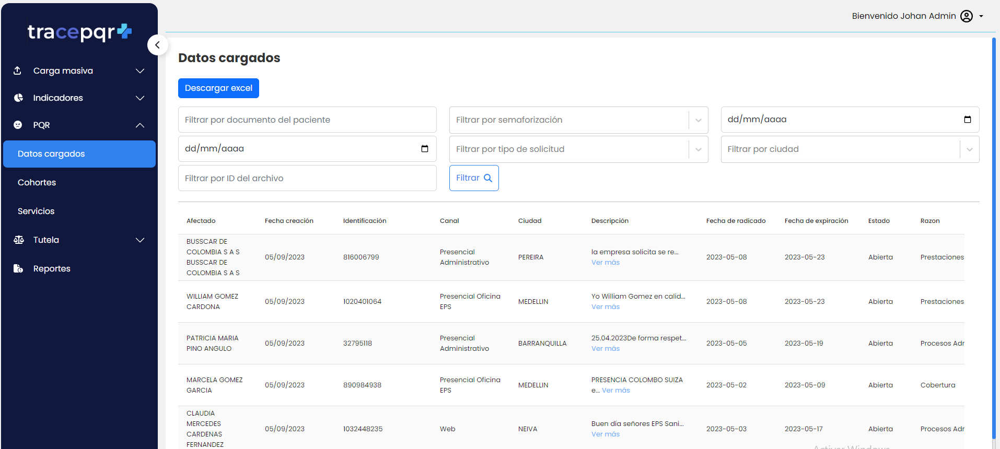 Bienvenido Johan Admin
tracepqr
Carga masiva
Indicadores
PQR
Datos cargados
Cohortes
Servicios
Tutela
Reportes
Datos cargados
Descargar excel
Filtrar por documento del paciente
Filtrar por semaforización
dd/mm/aaaa
dd/mm/aaaa
Filtrar por tipo de solicitud
Filtrar por ciudad
Filtrar por ID del archivo
Filtrar
Afectado Fecha creación Identificación Canal Ciudad Descripción Fecha de radicado Fecha de expiración Estado Razon
BUSSCAR DE
COLOMBIA S A S
BUSSCAR DE
COLOMBIA S A S
05/09/2023
816006799
Presencial
Administrativo
PEREIRA
la empresa solicita se re...
Ver más
2023-05-08
2023-05-23
Abierta
Prestaciones
WILLIAM GOMEZ
CARDONA
05/09/2023
1020401064
Presencial Oficina
EPS
MEDELLIN
Yo William Gomez en calid...
Ver más
2023-05-08
2023-05-23
Abierta
Prestaciones
PATRICIA MARIA
PINO ANGULO
05/09/2023
32795118
Presencial
Administrativo
BARRANQUILLA
25.04.2023De forma respet...
Ver más
2023-05-05
2023-05-19
Abierta
Procesos Adr
MARCELA GOMEZ
GARCIA
05/09/2023
890984938
Presencial Oficina
EPS
MEDELLIN
PRESENCIA COLOMBO SUIZA
e... Ver más
2023-05-02
2023-05-09
Abierta
Cobertura
CLAUDIA
MERCEDES
CARDENAS
FERNANDEZ
05/09/2023
1032448235
Web
NEIVA
Buen día señores EPS Sani...
Ver más
2023-05-03
2023-05-17
Abierta
Procesos Adr
Activar Windows